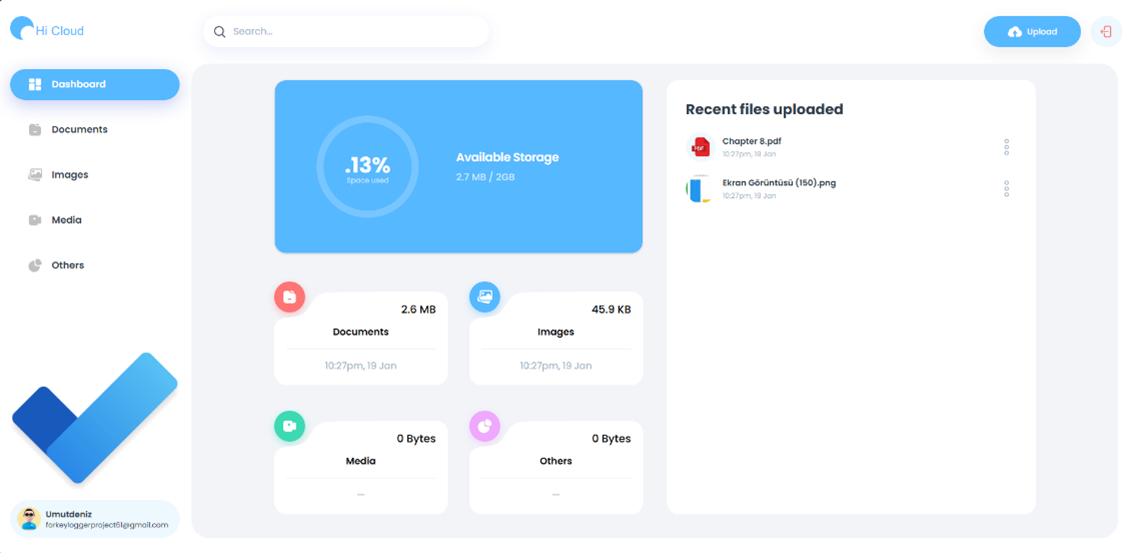 Hi Cloud
Search...
Upload
Dashboard
Documents
Images
Media
Others
Umutdeniz
forkeyloggerproject61@gmail.com
.13%
Space used
Available Storage
2.7 MB / 2GB
2.6 MB
Documents
10:27pm, 19 Jan
45.9 KB
Images
10:27pm, 19 Jan
0 Bytes
Media
—
0 Bytes
Others
—
Recent files uploaded
PDF
Chapter 8.pdf
10:27pm, 19 Jan
Ekran Görüntüsü (150).png
10:27pm, 19 Jan